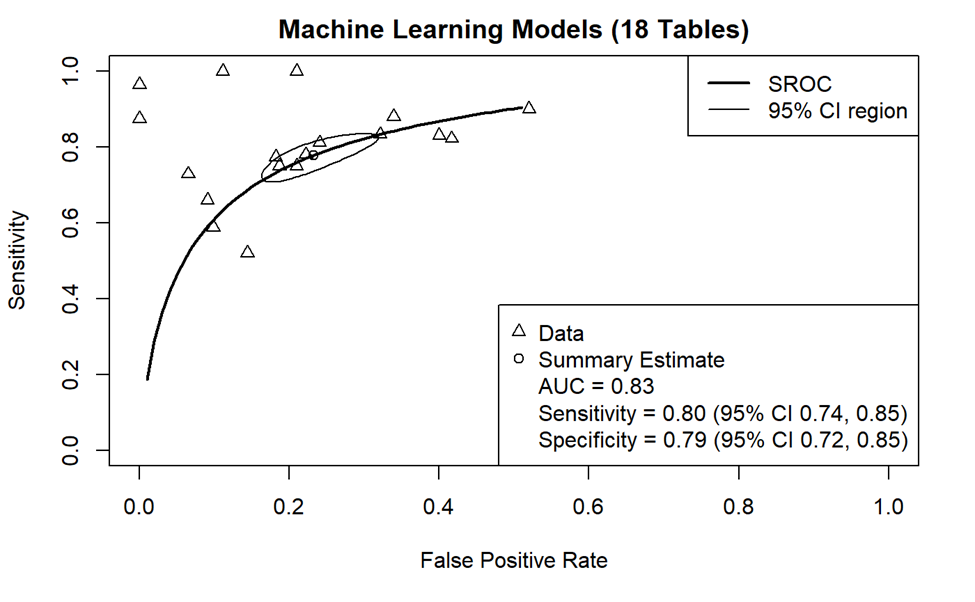 Machine Learning Models (18 Tables)
SROC
95% CI region
Data
Summary Estimate
AUC = 0.83
Sensitivity = 0.80 (95% CI 0.74, 0.85)
Specificity = 0.79 (95% CI 0.72, 0.85)
Sensitivity
1.0
0.8
0.6
0.4
0.2
0.0
0.0 0.2 0.4 0.6 0.8 1.0
False Positive Rate